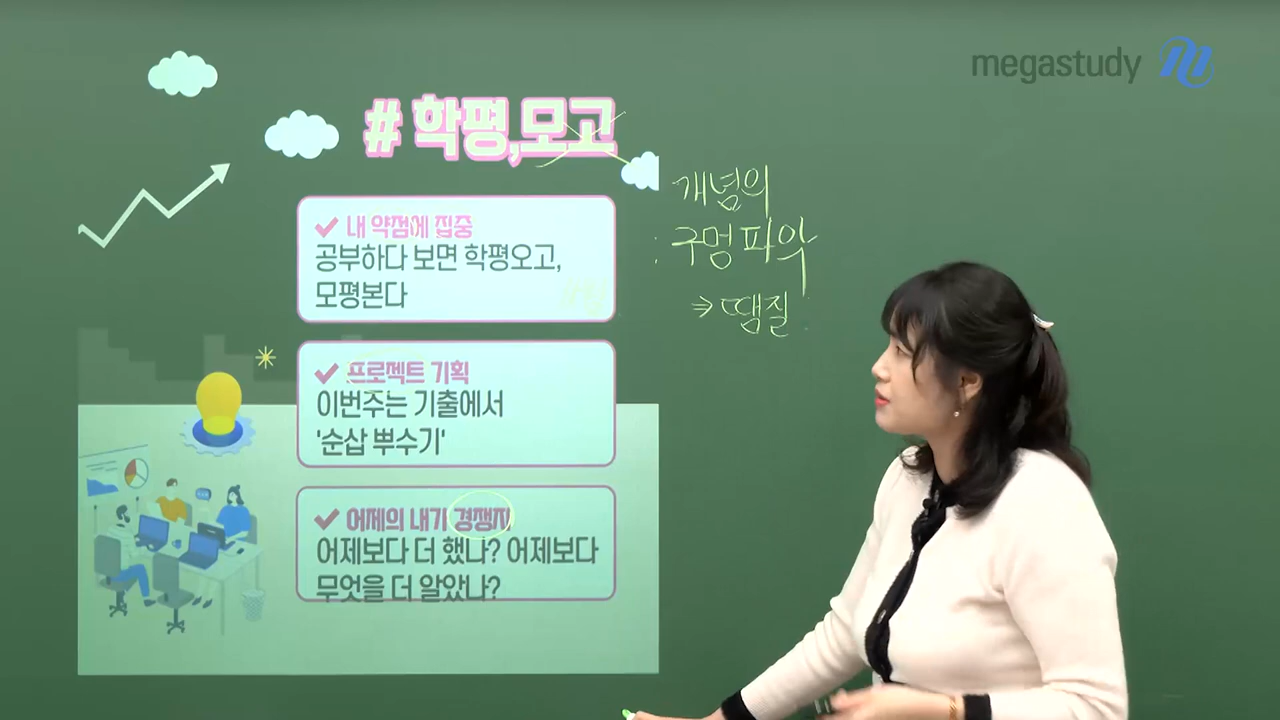 megastudy
# 학평,모고
개념의
: 구멍 파악
⇒ 땜질
✓ 내 약점에 집중
공부하다 보면 학평오고,
모평본다
✓ 프로젝트 기획
이번주는 기출에서
'순삽 뿌수기'
✓ 어제의 내가 경쟁자
어제보다 더 했나? 어제보다
무엇을 더 알았나?